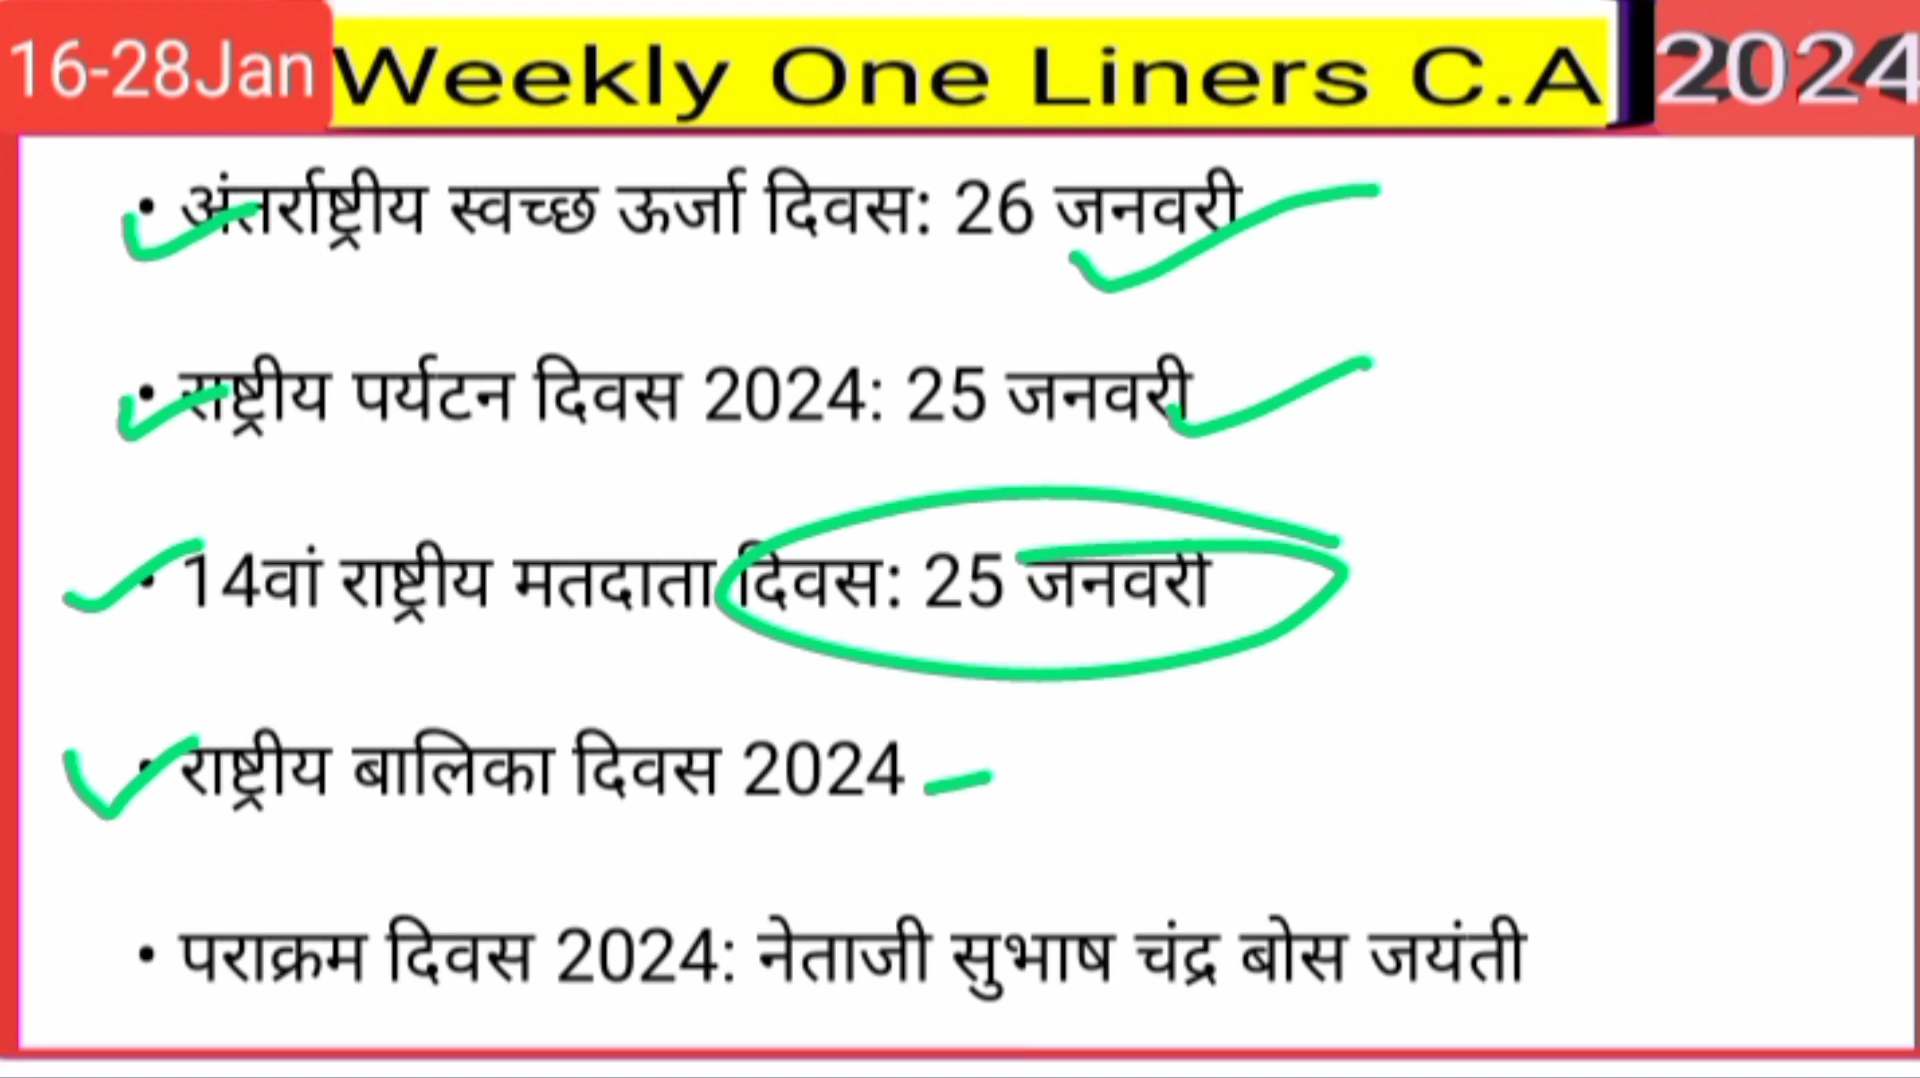 16-28Jan Weekly One Liners C.A 2024
• अंतर्राष्ट्रीय स्वच्छ ऊर्जा दिवस: 26 जनवरी
• राष्ट्रीय पर्यटन दिवस 2024: 25 जनवरी
• 14वां राष्ट्रीय मतदाता दिवस: 25 जनवरी
• राष्ट्रीय बालिका दिवस 2024
• पराक्रम दिवस 2024: नेताजी सुभाष चंद्र बोस जयंती